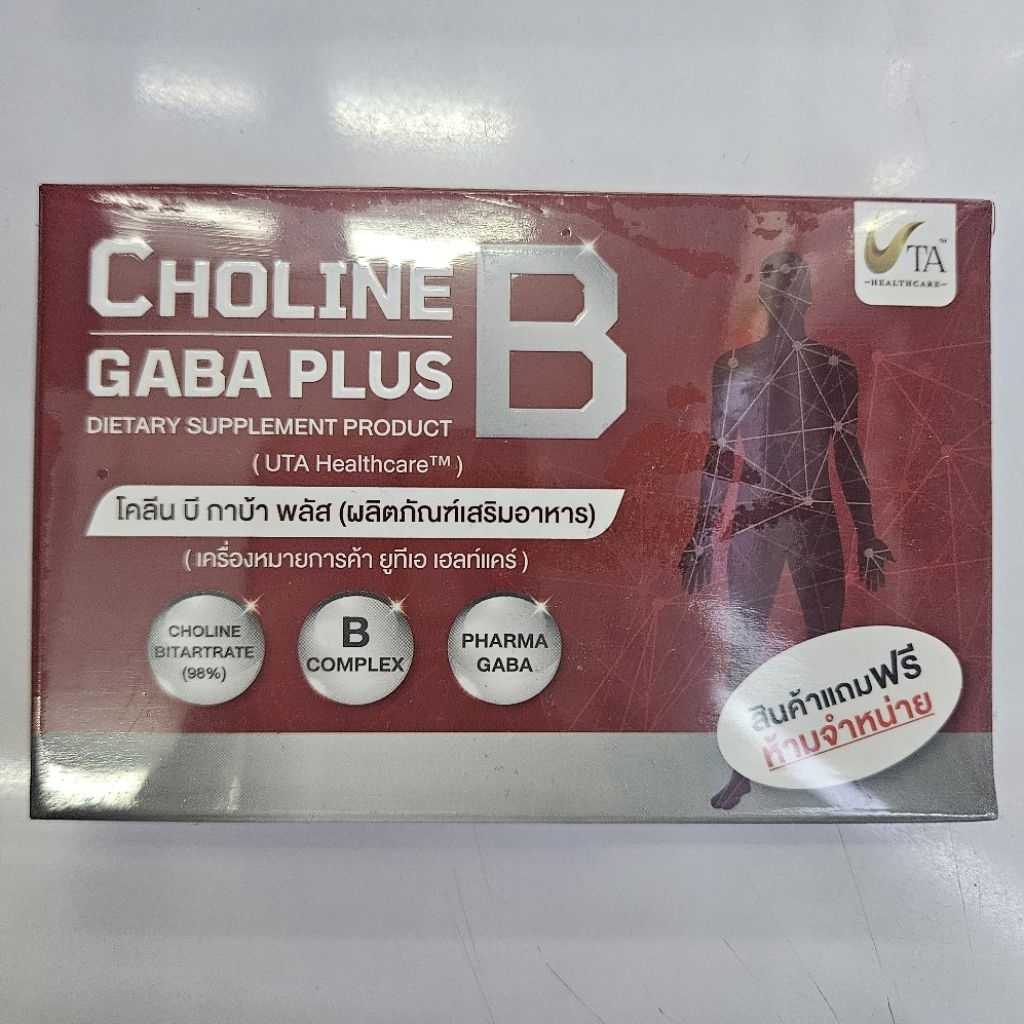 CHOLINE B
GABA PLUS
DIETARY SUPPLEMENT PRODUCT
( UTA Healthcare™ )
โคลีน บี กาบ้า พลัส (ผลิตภัณฑ์เสริมอาหาร)
( เครื่องหมายการค้า ยูทีเอ เฮลท์แคร์ )
CHOLINE
BITARTRATE
(98%)
B
COMPLEX
PHARMA
GABA
UTA™
HEALTHCARE
สินค้าแถมฟรี
ห้ามจำหน่าย